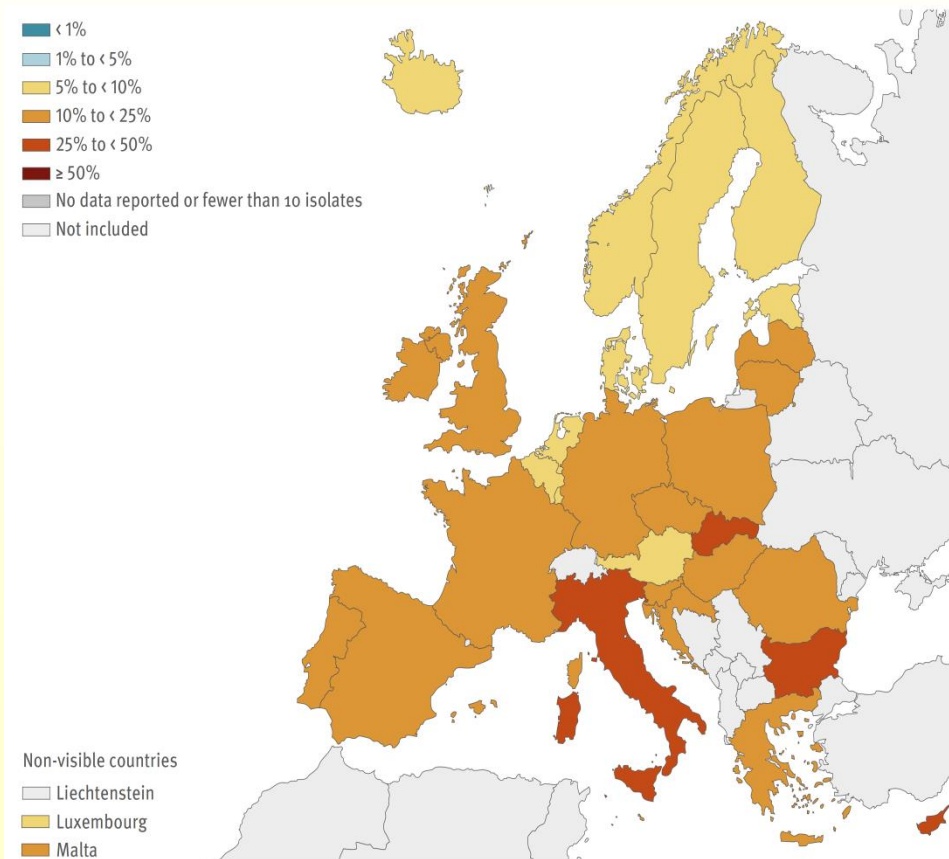 < 1%
1% to < 5%
5% to < 10%
10% to < 25%
25% to < 50%
≥ 50%
No data reported or fewer than 10 isolates
Not included
Non-visible countries
Liechtenstein
Luxembourg
Malta